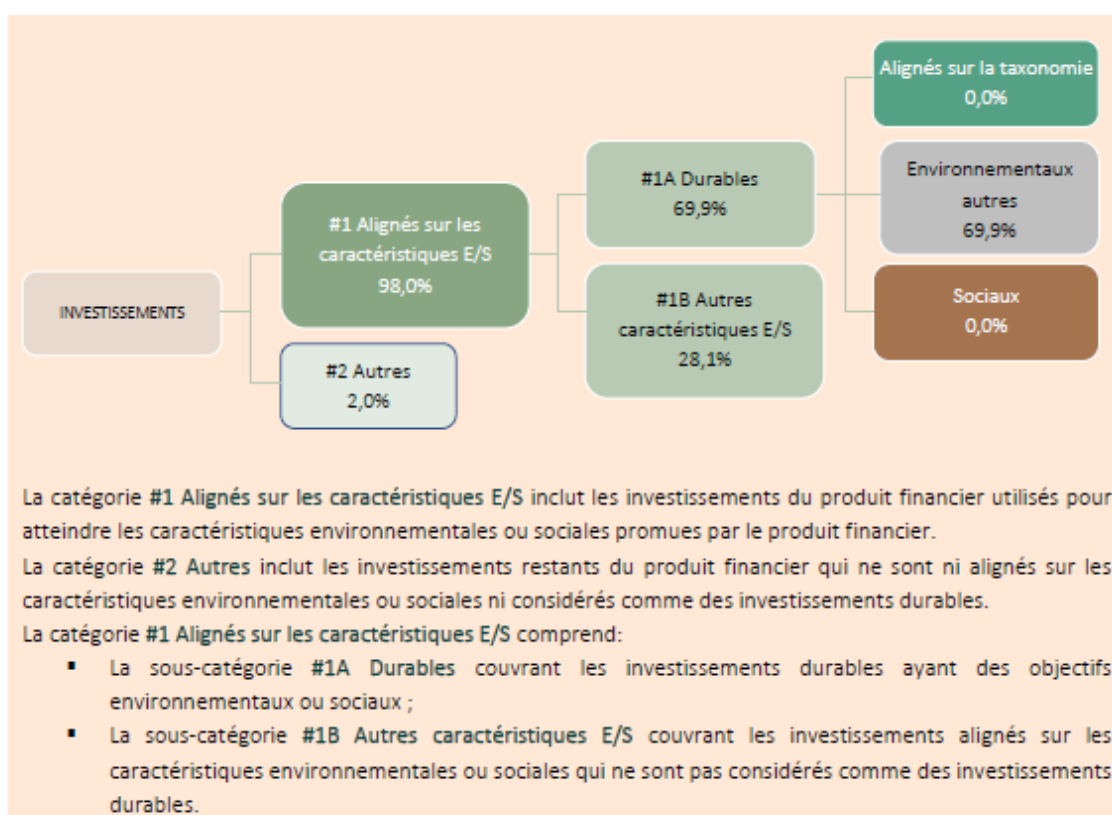 Alignés sur la taxonomie
0,0%
#1A Durables
69,9%
Environnementaux
autres
69,9%
#1 Alignés sur les
caractéristiques E/S
98,0%
INVESTISSEMENTS
#1B Autres
caractéristiques E/S
28,1%
Sociaux
0,0%
#2 Autres
2,0%
La catégorie #1 Alignés sur les caractéristiques E/S inclut les investissements du produit financier utilisés pour
atteindre les caractéristiques environnementales ou sociales promues par le produit financier.
La catégorie #2 Autres inclut les investissements restants du produit financier qui ne sont ni alignés sur les
caractéristiques environnementales ou sociales ni considérés comme des investissements durables.
La catégorie #1 Alignés sur les caractéristiques E/S comprend:
▪ La sous-catégorie #1A Durables couvrant les investissements durables ayant des objectifs
environnementaux ou sociaux ;
▪ La sous-catégorie #1B Autres caractéristiques E/S couvrant les investissements alignés sur les
caractéristiques environnementales ou sociales qui ne sont pas considérés comme des investissements
durables.